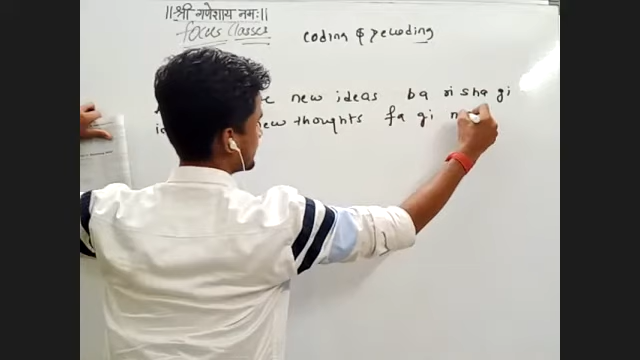 ||श्री गणेशाय नमः||
focus Classes
Coding & Decoding
new ideas ba ri sha gi
new thoughts fa gi